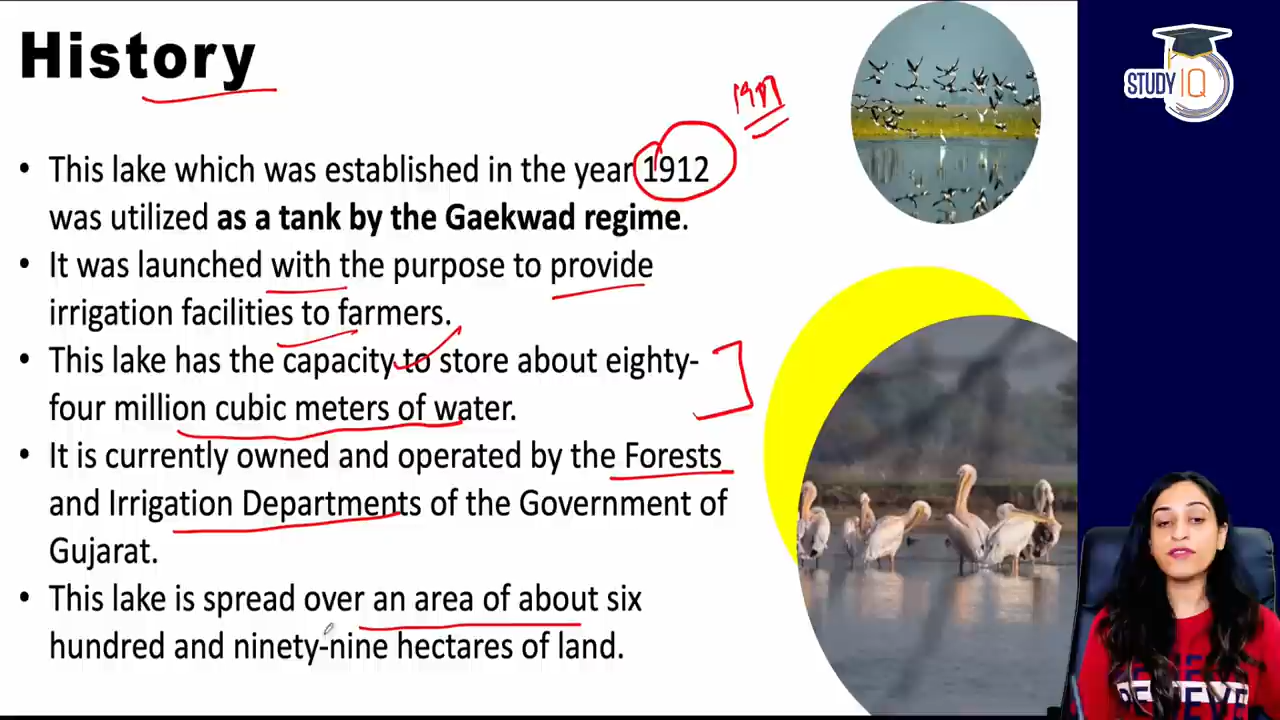 History
1911
• This lake which was established in the year 1912
was utilized as a tank by the Gaekwad regime.
• It was launched with the purpose to provide
irrigation facilities to farmers.
• This lake has the capacity to store about eighty-
four million cubic meters of water.
• It is currently owned and operated by the Forests
and Irrigation Departments of the Government of
Gujarat.
• This lake is spread over an area of about six
hundred and ninety-nine hectares of land.
STUDY IQ